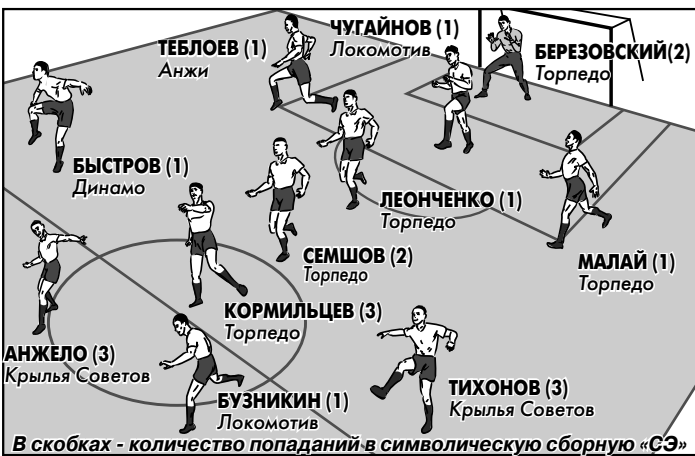 ТЕБЛОЕВ (1)
Анжи
ЧУГАЙНОВ (1)
Локомотив
БЕРЕЗОВСКИЙ(2)
Торпедо
БЫСТРОВ (1)
Динамо
ЛЕОНЧЕНКО (1)
Торпедо
СЕМШОВ (2)
Торпедо
МАЛАЙ (1)
Торпедо
КОРМИЛЬЦЕВ (3)
Торпедо
АНЖЕЛО (3)
Крылья Советов
БУЗНИКИН (1)
Локомотив
ТИХОНОВ (3)
Крылья Советов
В скобках - количество попаданий в символическую сборную «СЭ»